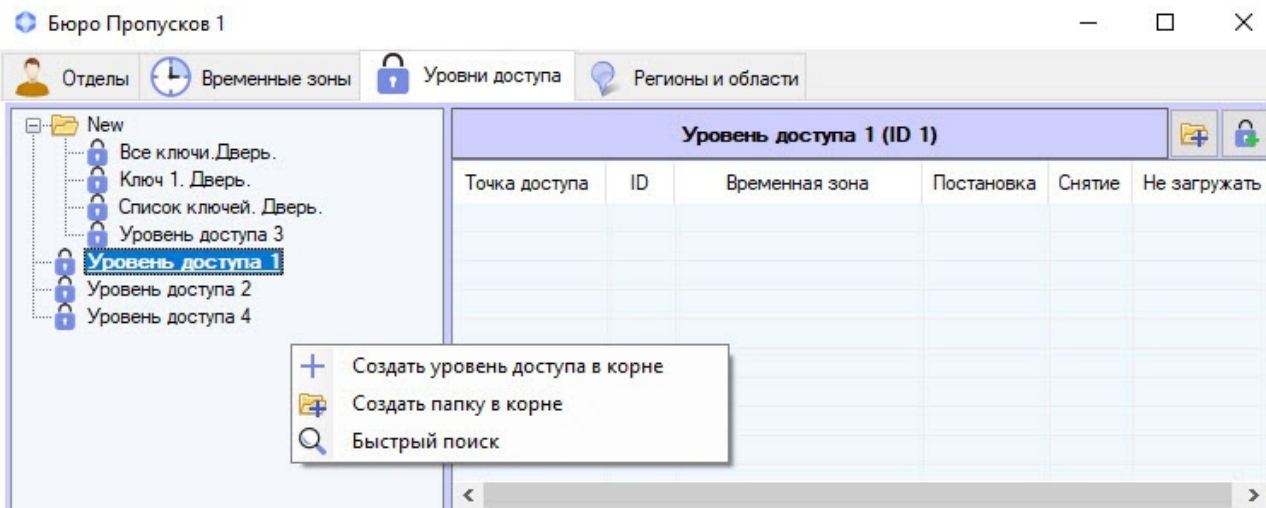 Бюро Пропусков 1
Отделы Временные зоны Уровни доступа Регионы и области
New
Все ключи.Дверь.
Ключ 1. Дверь.
Список ключей. Дверь.
Уровень доступа 3
Уровень доступа 1
Уровень доступа 2
Уровень доступа 4
Уровень доступа 1 (ID 1)
Точка доступа ID Временная зона Постановка Снятие Не загружать
Создать уровень доступа в корне
Создать папку в корне
Быстрый поиск